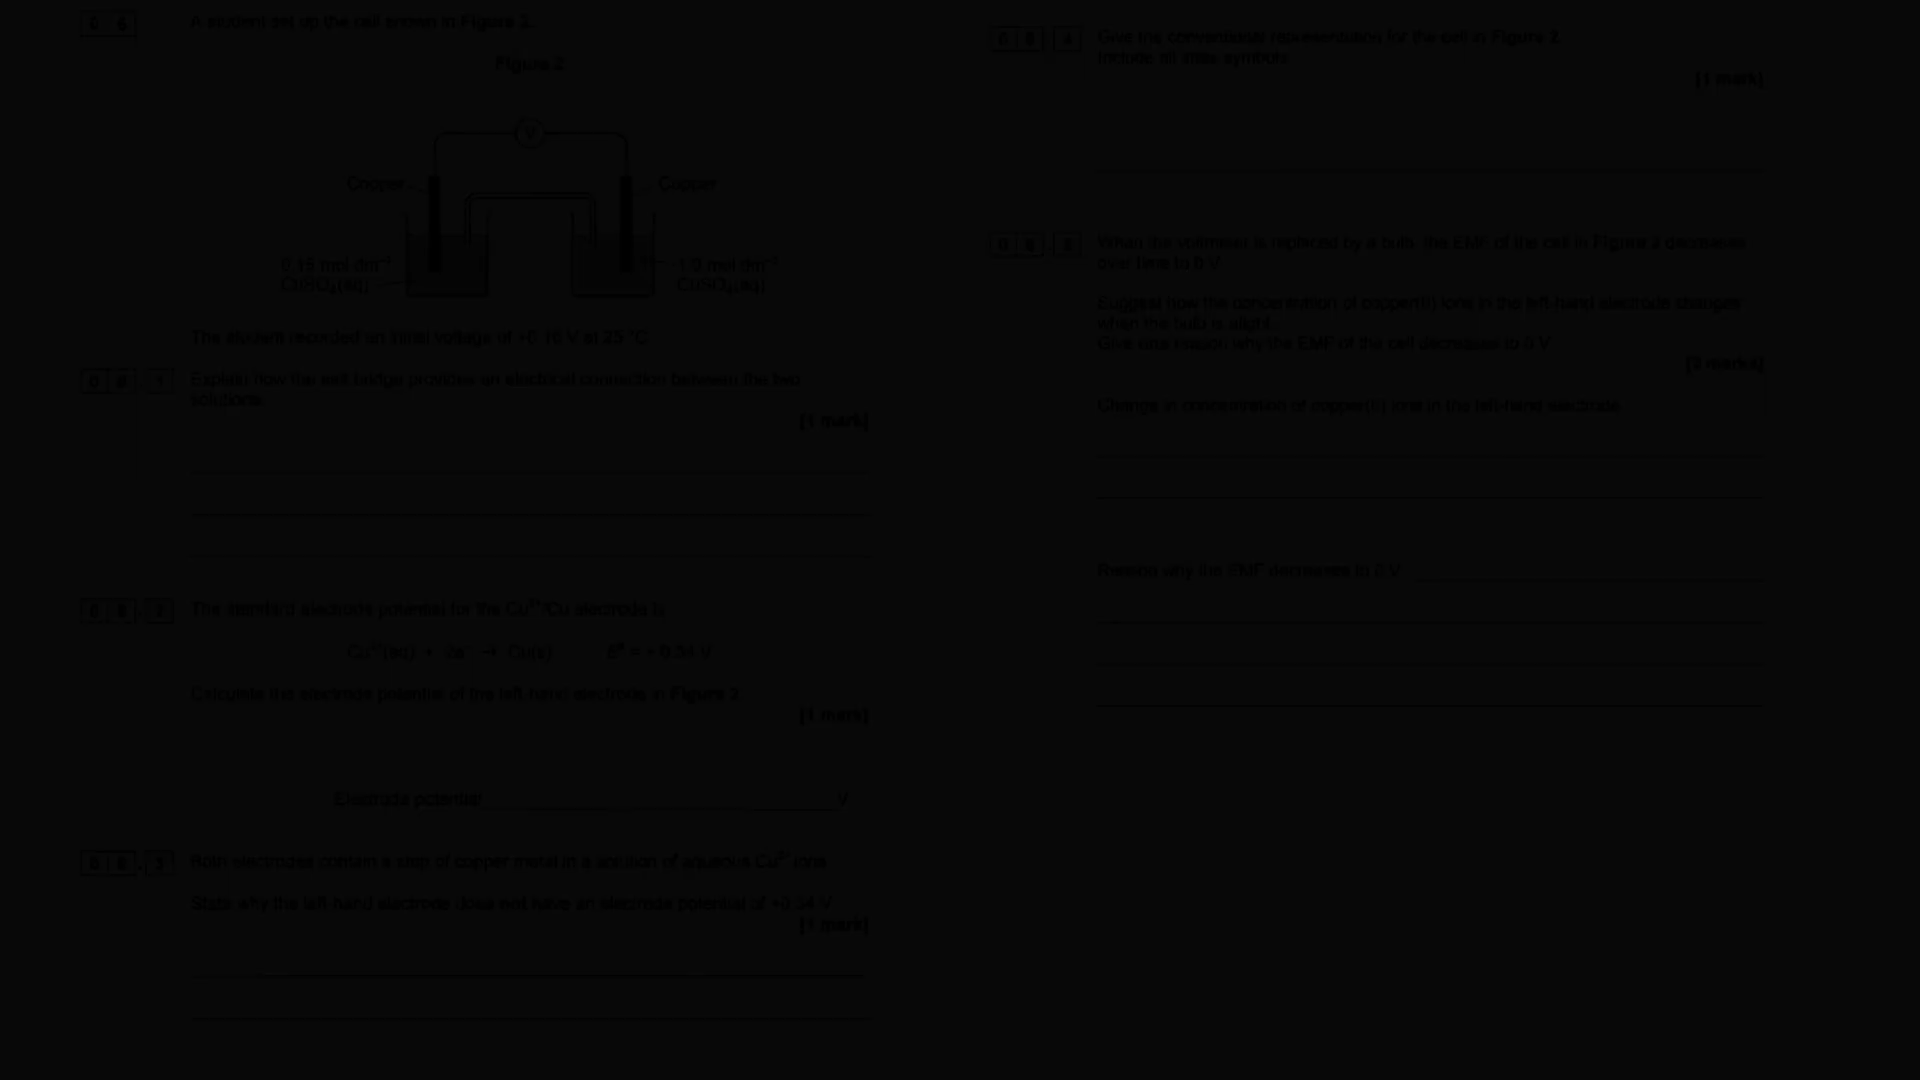 0 6
A student set up the cell shown in Figure 2.
Figure 2
V
Copper
Copper
0.15 mol dm⁻³
CuSO₄(aq)
1.0 mol dm⁻³
CuSO₄(aq)
The student recorded an initial voltage of +0.16 V at 25 °C
0 6 . 1
Explain how the salt bridge provides an electrical connection between the two
solutions.
[1 mark]
0 6 . 2
The standard electrode potential for the Cu²⁺/Cu electrode is
Cu²⁺(aq) + 2e⁻ → Cu(s) E⦵ = + 0.34 V
Calculate the electrode potential of the left-hand electrode in Figure 2
[1 mark]
Electrode potential V
0 6 . 3
Both electrodes contain a strip of copper metal in a solution of aqueous Cu²⁺ ions.
State why the left-hand electrode does not have an electrode potential of +0.34 V
[1 mark]
0 6 . 4
Give the conventional representation for the cell in Figure 2.
Include all state symbols.
[1 mark]
0 6 . 5
When the voltmeter is replaced by a bulb, the EMF of the cell in Figure 2 decreases
over time to 0 V
Suggest how the concentration of copper(II) ions in the left-hand electrode changes
when the bulb is alight.
Give one reason why the EMF of the cell decreases to 0 V
Change in concentration of copper(II) ions in the left-hand electrode
Reason why the EMF decreases to 0 V